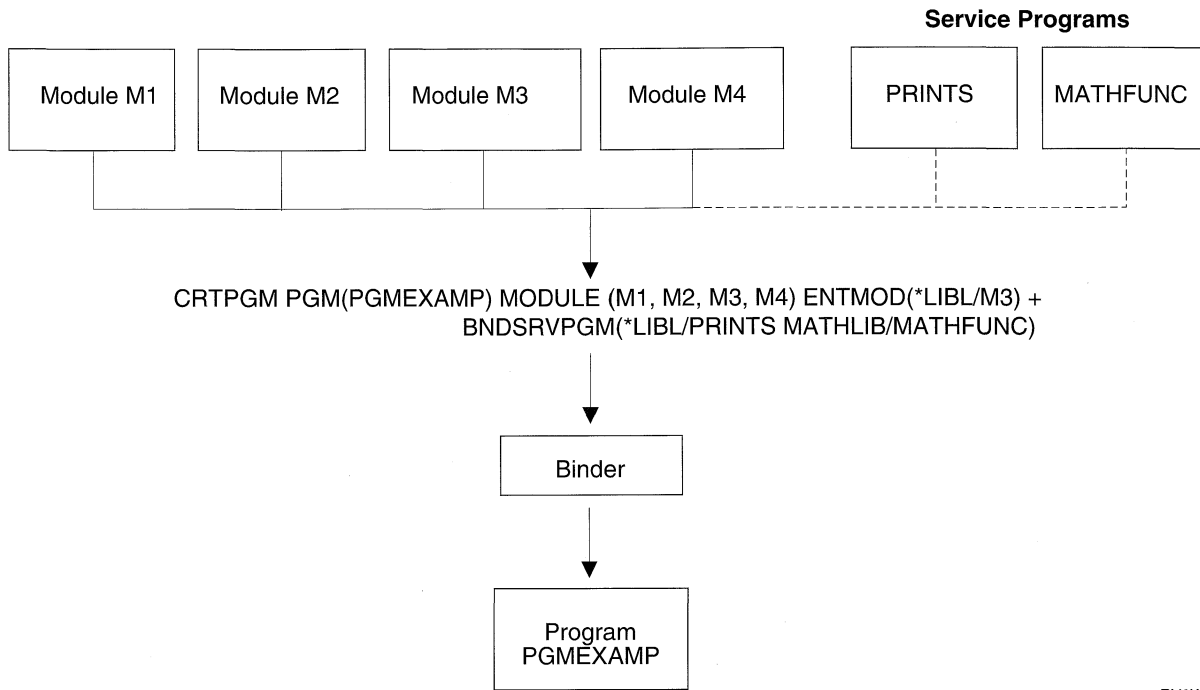 Service Programs
Module M1
Module M2
Module M3
Module M4
PRINTS
MATHFUNC
CRTPGM PGM(PGMEXAMP) MODULE (M1, M2, M3, M4) ENTMOD(*LIBL/M3) +
BNDSRVPGM(*LIBL/PRINTS MATHLIB/MATHFUNC)
Binder
Program
PGMEXAMP